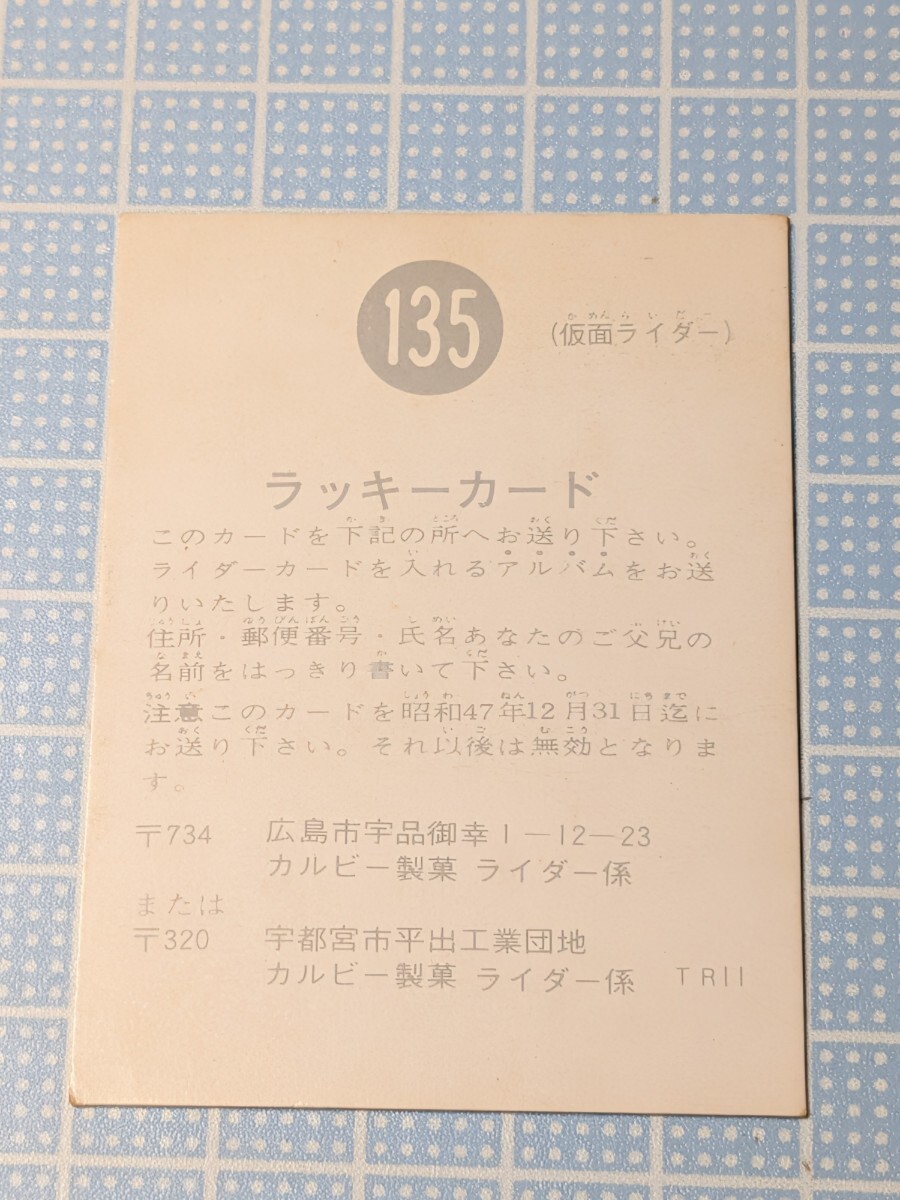 135
(仮面ライダー)
かめんらいだー
ラッキーカード
このカードを下記の所へお送り下さい。
ライダーカードを入れるアルバムをお送
りいたします。
住所・郵便番号・氏名あなたのご父兄の
名前をはっきり書いて下さい。
注意このカードを昭和47年12月31日迄に
お送り下さい。それ以後は無効となりま
す。
〒734 広島市宇品御幸1-12-23
カルビー製菓 ライダー係
または
〒320 宇都宮市平出工業団地
カルビー製菓 ライダー係 TR11